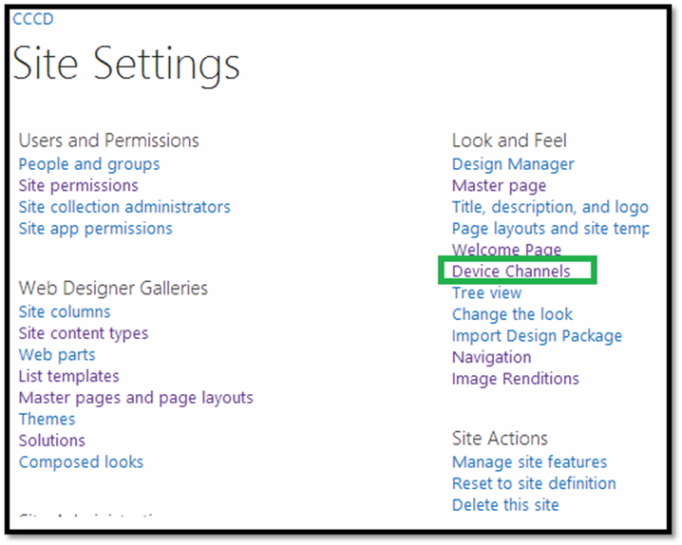 CCCD
Site Settings
Users and Permissions
People and groups
Site permissions
Site collection administrators
Site app permissions
Web Designer Galleries
Site columns
Site content types
Web parts
List templates
Master pages and page layouts
Themes
Solutions
Composed looks
Look and Feel
Design Manager
Master page
Title, description, and logo
Page layouts and site temp
Welcome Page
Device Channels
Tree view
Change the look
Import Design Package
Navigation
Image Renditions
Site Actions
Manage site features
Reset to site definition
Delete this site